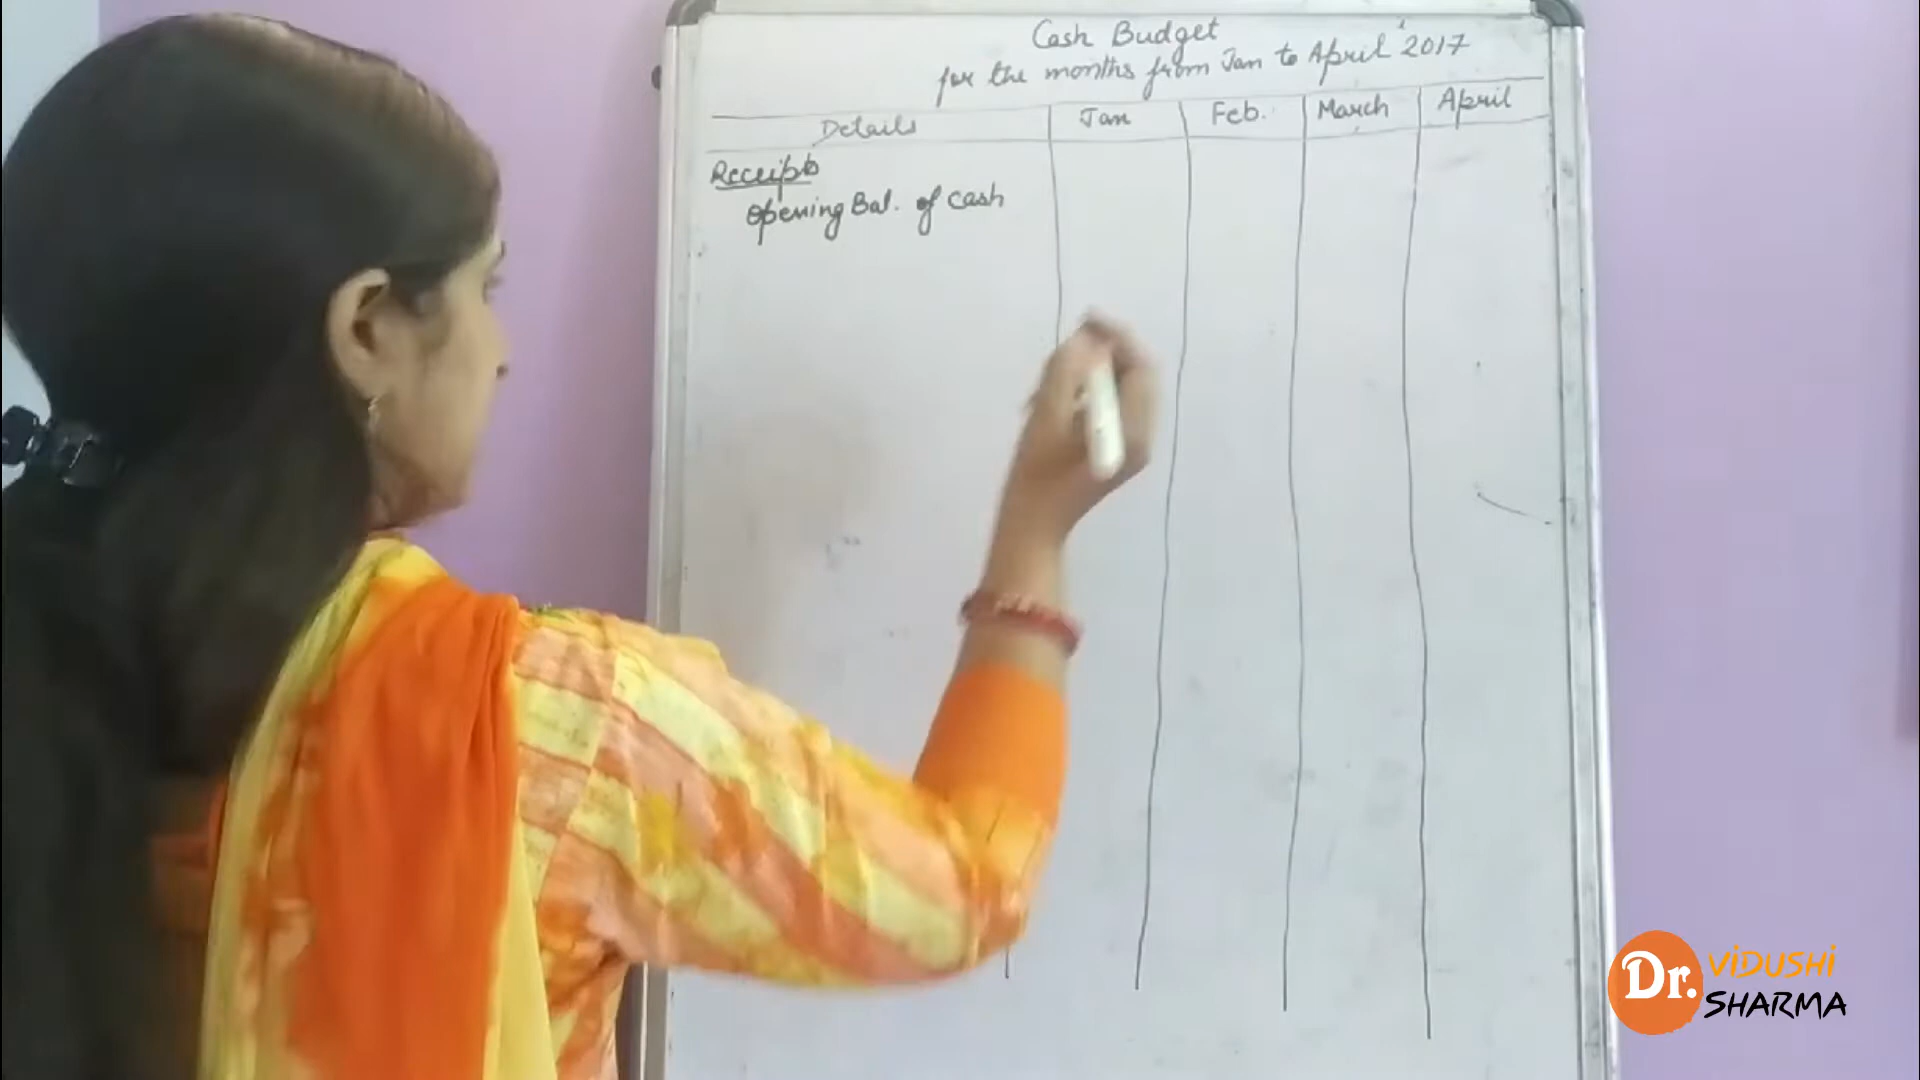 Cash Budget
for the months from Jan to April' 2017
Details Jan Feb. March April
Receipts
Opening Bal. of cash
Dr. ViDUSHi
SHARMA